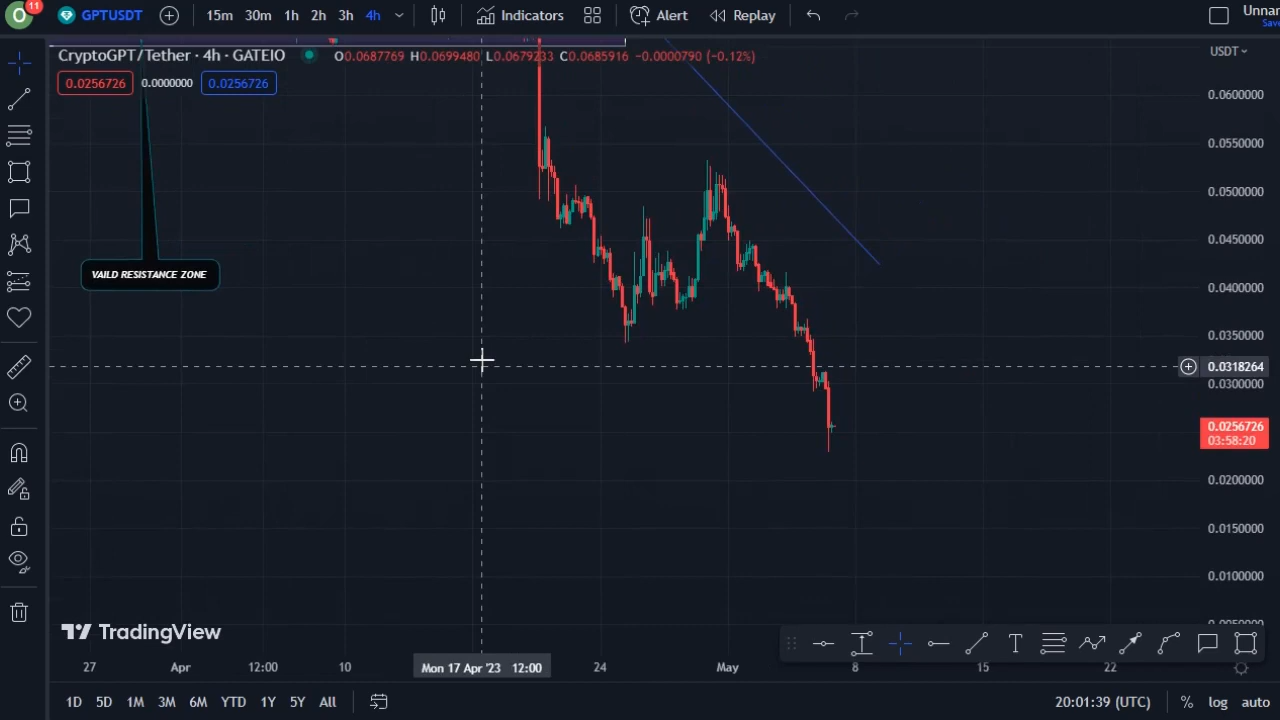 O 11 GPTUSDT 15m 30m 1h 2h 3h 4h Indicators Alert Replay Unnar
Sav
CryptoGPT/Tether · 4h · GATEIO O0.0687769 H0.0699480 L0.0679233 C0.0685916 −0.0000790 (−0.12%) USDT
0.0256726 0.0000000 0.0256726
0.0600000
0.0550000
0.0500000
0.0450000
VAILD RESISTANCE ZONE
0.0400000
0.0350000
0.0318264
0.0300000
0.0256726
03:58:20
0.0200000
0.0150000
0.0100000
TradingView
27 Apr 12:00 10 Mon 17 Apr '23 12:00 24 May 8 15 22
1D 5D 1M 3M 6M YTD 1Y 5Y All 20:01:39 (UTC) % log auto